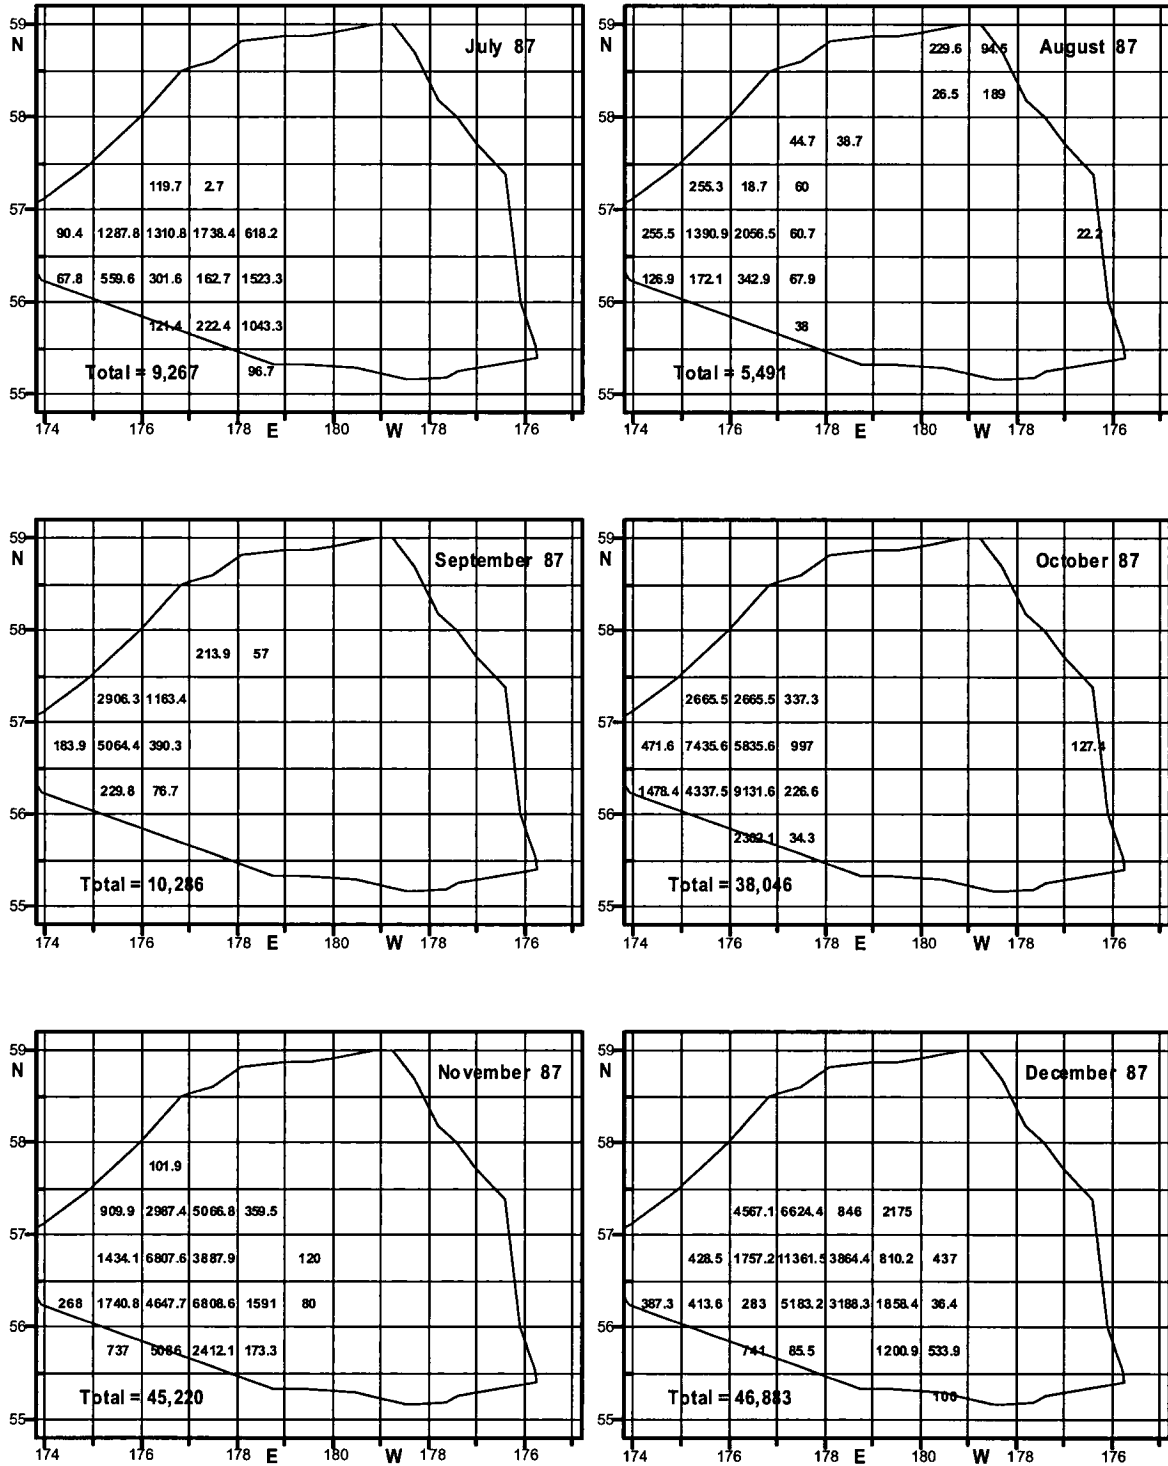 59
N July 87
58
119.7 2.7
57
90.4 1287.8 1310.8 1738.4 618.2
67.8 559.6 301.6 162.7 1523.3
56
121.4 222.4 1043.3
Total = 9,267 96.7
55
174 176 178 E 180 W 178 176
59
N 229.6 94.5 August 87
26.5 189
58
44.7 38.7
255.3 18.7 60
57
255.5 1390.9 2056.5 60.7 22.2
126.9 172.1 342.9 67.9
56
38
Total = 5,491
55
174 176 178 E 180 W 178 176
59
N September 87
58
213.9 57
2906.3 1163.4
57
183.9 5064.4 390.3
229.8 76.7
56
Total = 10,286
55
174 176 178 E 180 W 178 176
59
N October 87
58
2665.5 2665.5 337.3
57
471.6 7435.6 5835.6 997 127.4
1478.4 4337.5 9131.6 226.6
56
2302.1 34.3
Total = 38,046
55
174 176 178 E 180 W 178 176
59
N November 87
58
101.9
909.9 2987.4 5066.8 359.5
57
1434.1 6807.6 3887.9 120
268 1740.8 4647.7 6808.6 1591 80
56
737 5086 2412.1 173.3
Total = 45,220
55
174 176 178 E 180 W 178 176
59
N December 87
58
4567.1 6624.4 846 2175
57
428.5 1757.2 11361.5 3864.4 810.2 437
387.3 413.6 283 5183.2 3188.3 1858.4 36.4
56
741 85.5 1200.9 533.9
Total = 46,883 100
55
174 176 178 E 180 W 178 176